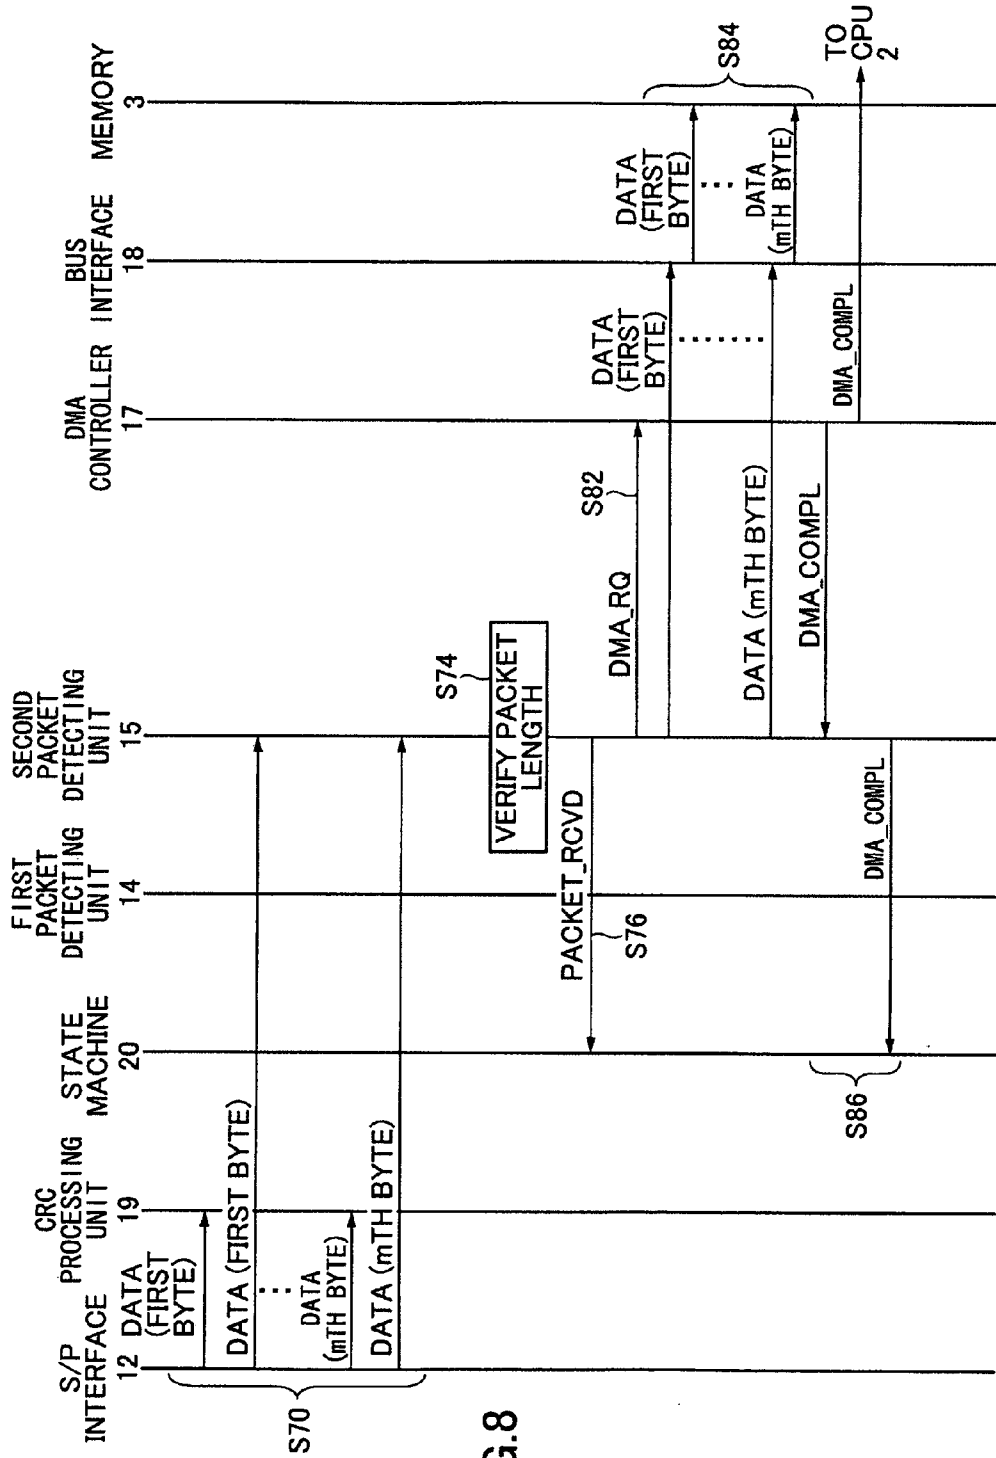 S/P
INTERFACE
12
CRC
PROCESSING
UNIT
19
STATE
MACHINE
20
FIRST
PACKET
DETECTING
UNIT
14
SECOND
PACKET
DETECTING
UNIT
15
DMA
CONTROLLER
17
BUS
INTERFACE
18
MEMORY
3
DATA
(FIRST
BYTE)
DATA (FIRST BYTE)
DATA
(mTH BYTE)
DATA (mTH BYTE)
S70
S74
VERIFY PACKET
LENGTH
PACKET_RCVD
S76
DMA_RQ
S82
DATA
(FIRST
BYTE)
DATA
(FIRST
BYTE)
DATA (mTH BYTE)
DATA
(mTH BYTE)
S84
DMA_COMPL
DMA_COMPL
TO
CPU
2
DMA_COMPL
S86
G.8